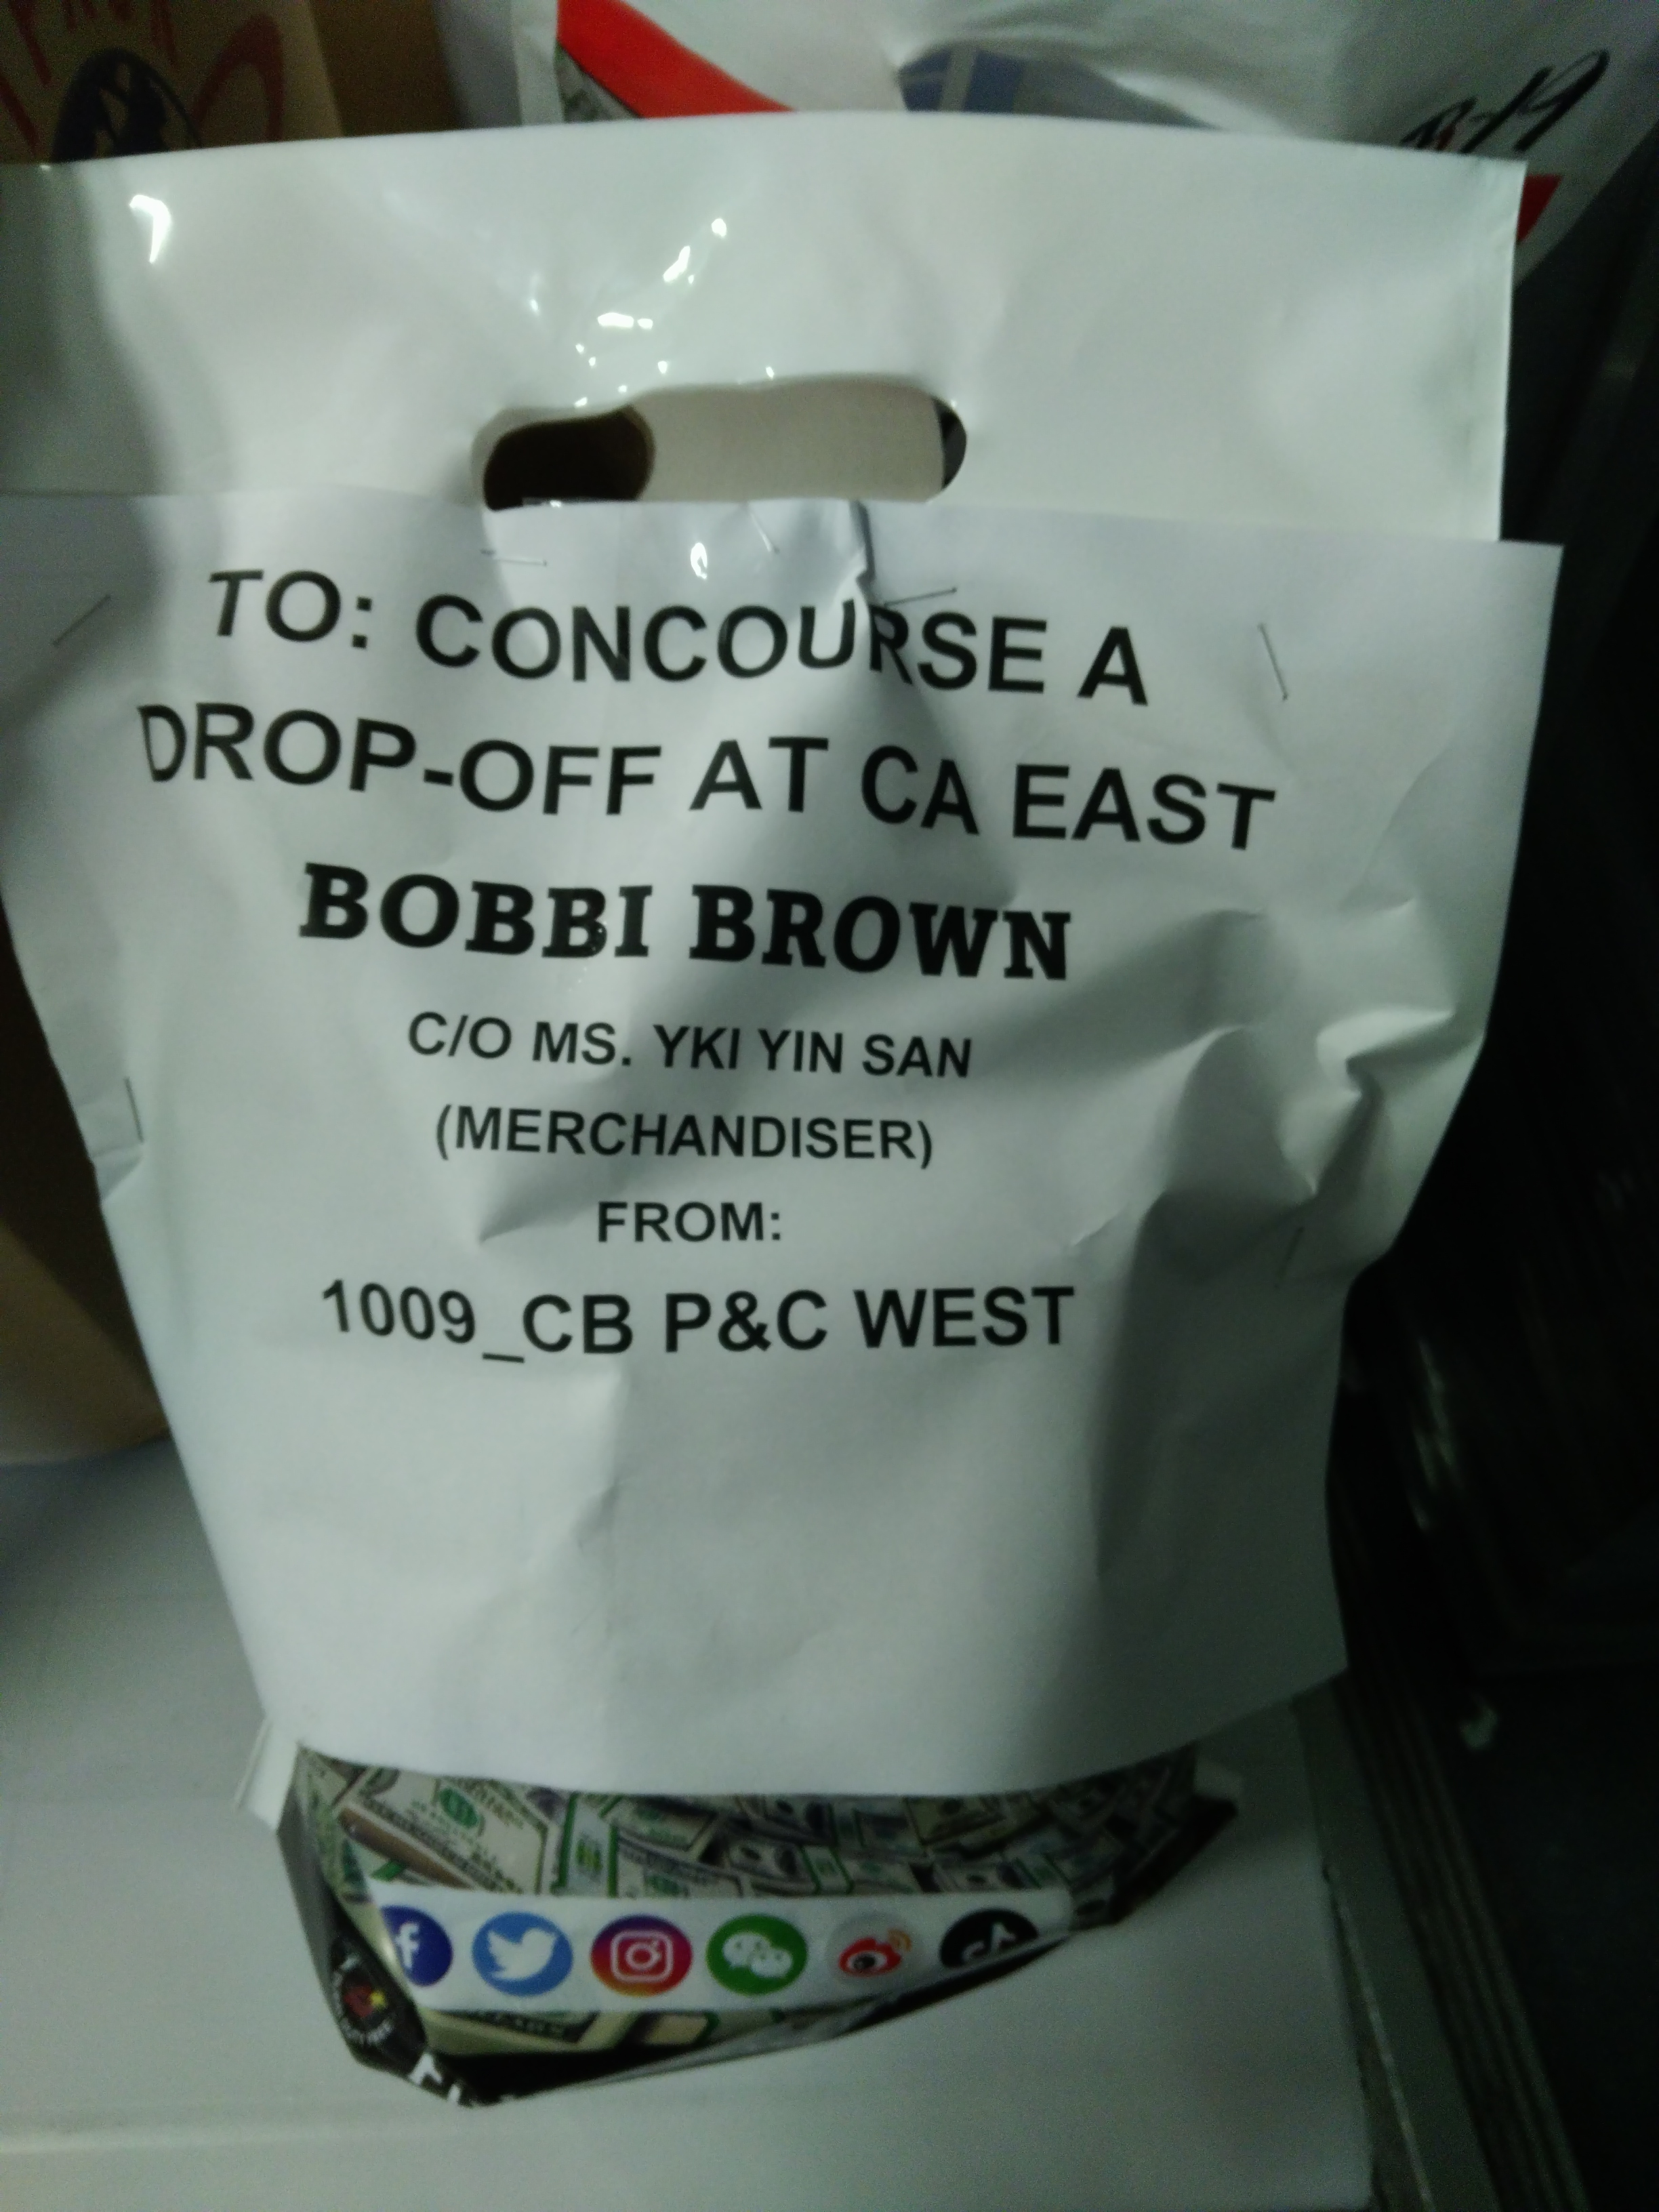 TO: CONCOURSE A
DROP-OFF AT CA EAST
BOBBI BROWN
C/O MS. YKI YIN SAN
(MERCHANDISER)
FROM:
1009_CB P&C WEST